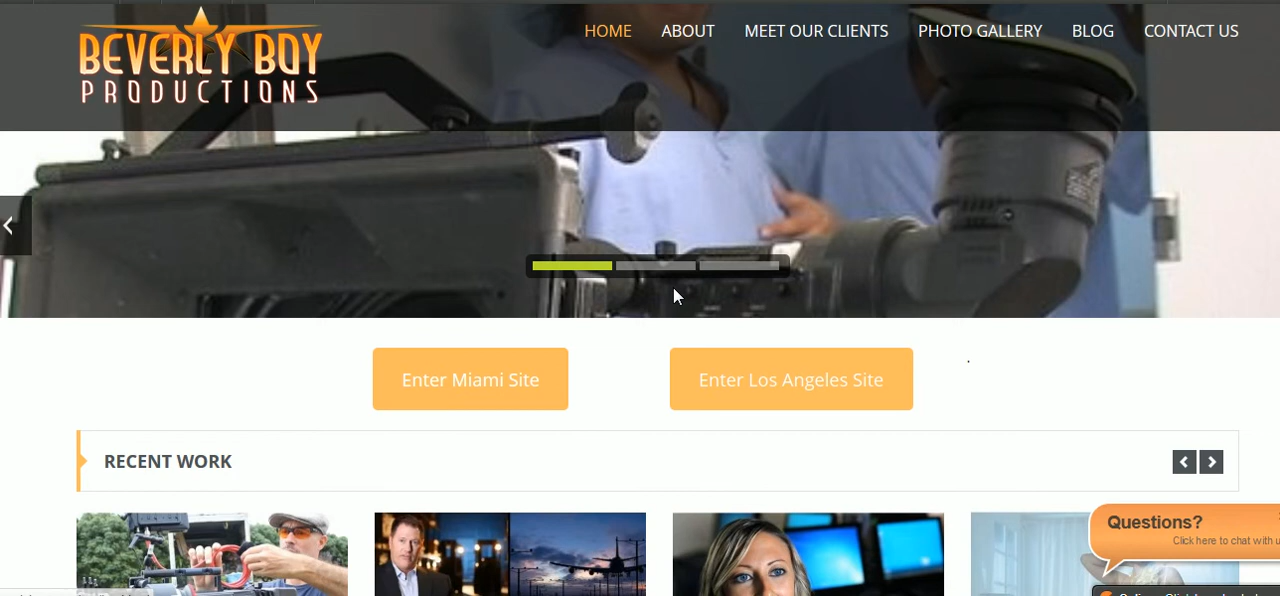 BEVERLY BOY
PRODUCTIONS
HOME ABOUT MEET OUR CLIENTS PHOTO GALLERY BLOG CONTACT US
Enter Miami Site
Enter Los Angeles Site
RECENT WORK
Questions?
Click here to chat with u